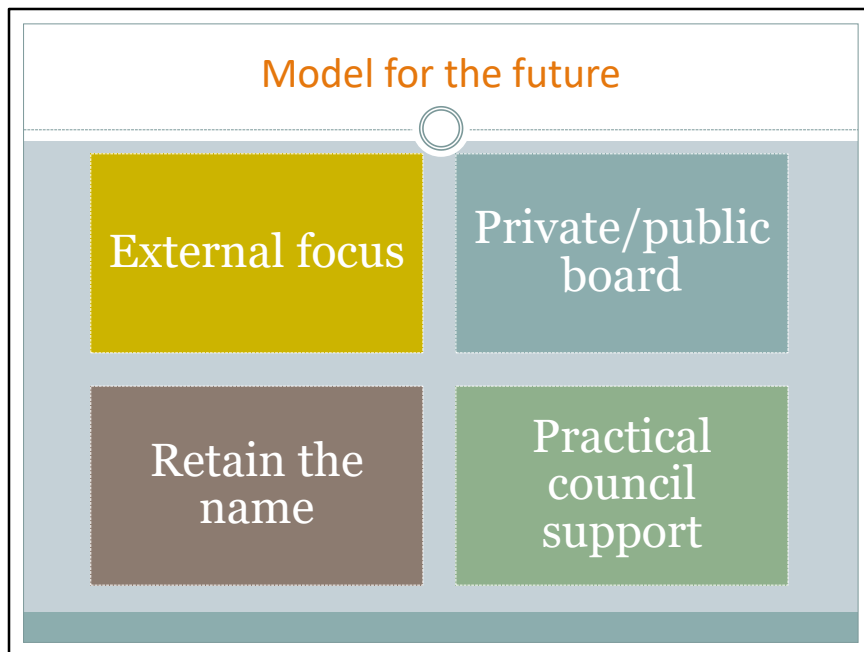 Model for the future
External focus
Private/public
board
Retain the
name
Practical
council
support